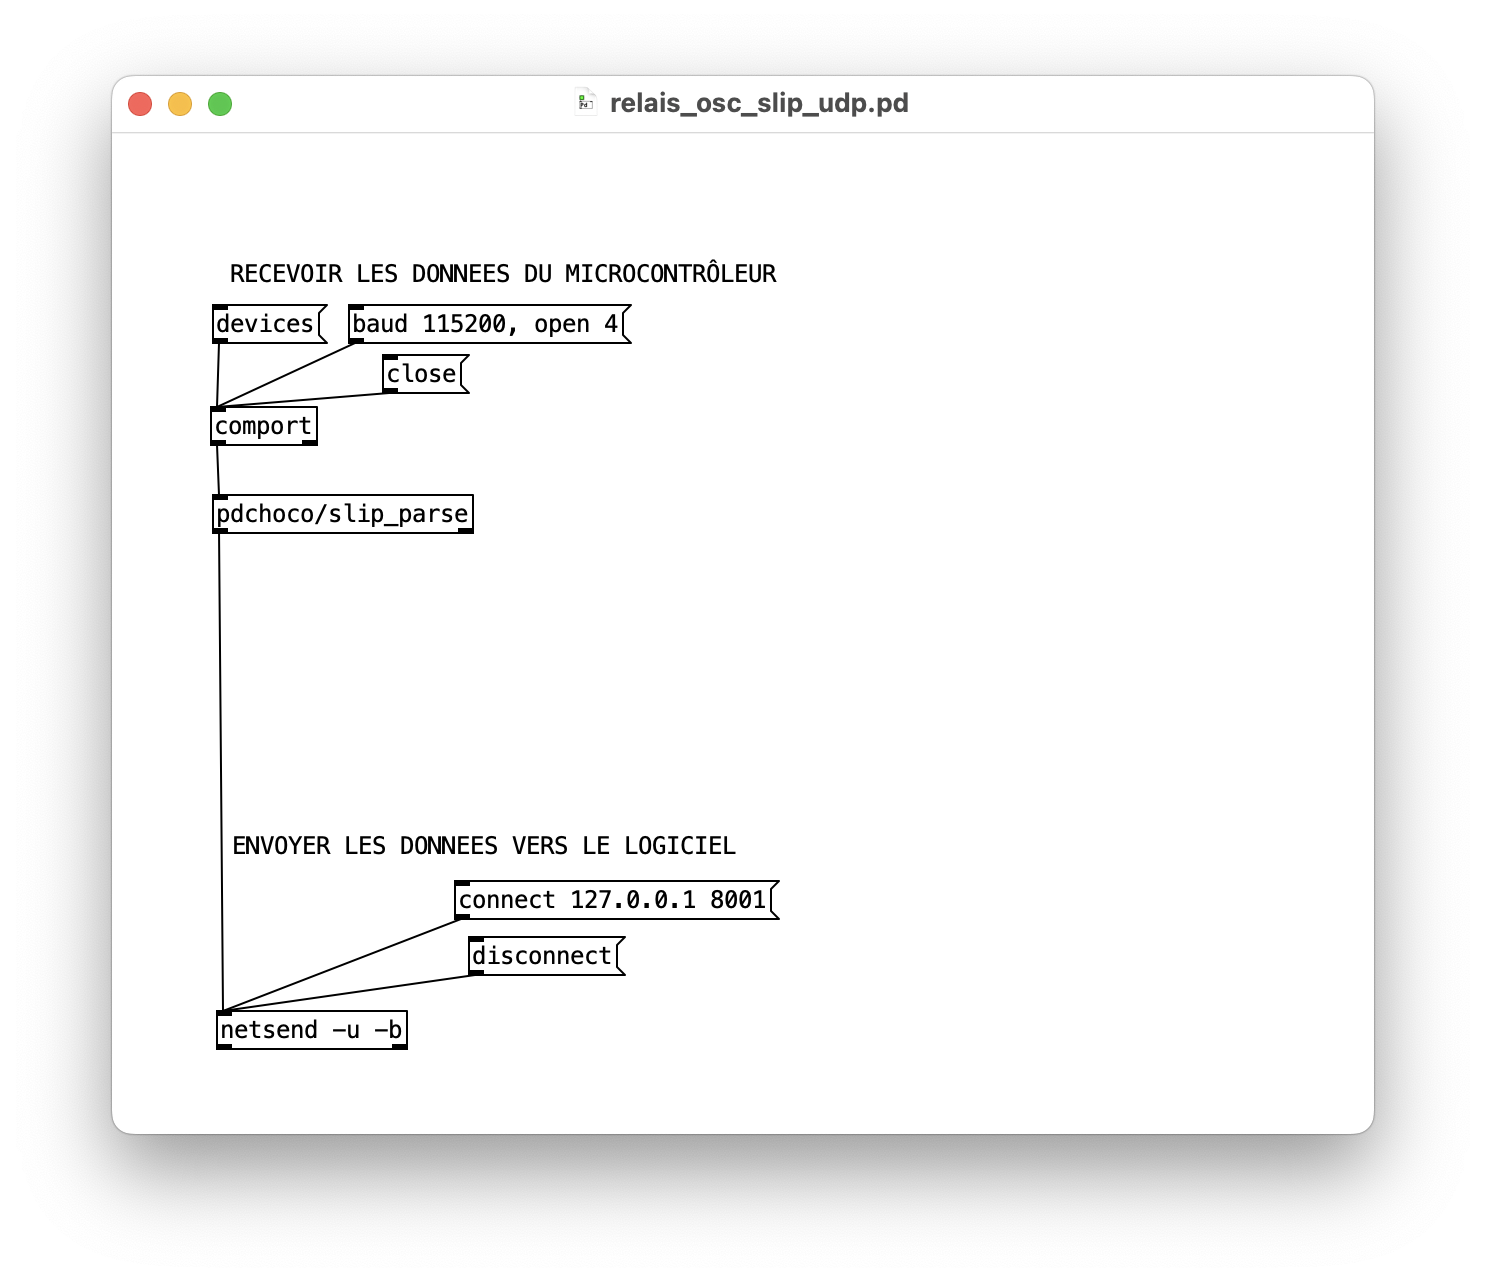 relais_osc_slip_udp.pd
RECEVOIR LES DONNEES DU MICROCONTRÔLEUR
devices
baud 115200, open 4
close
comport
pdchoco/slip_parse
ENVOYER LES DONNEES VERS LE LOGICIEL
connect 127.0.0.1 8001
disconnect
netsend -u -b